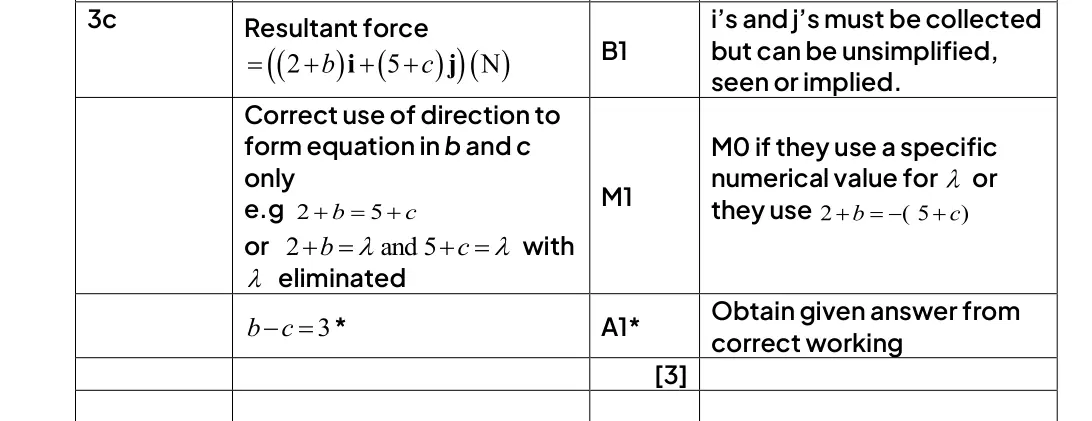 3c
Resultant force
=((2+b)i+(5+c)j)(N)
B1
i's and j's must be collected
but can be unsimplified,
seen or implied.
Correct use of direction to
form equation in b and c
only
e.g 2+b=5+c
or 2+b=λ and 5+c=λ with
λ eliminated
M1
M0 if they use a specific
numerical value for λ or
they use 2+b=-( 5+c)
b-c=3*
A1*
Obtain given answer from
correct working
[3]